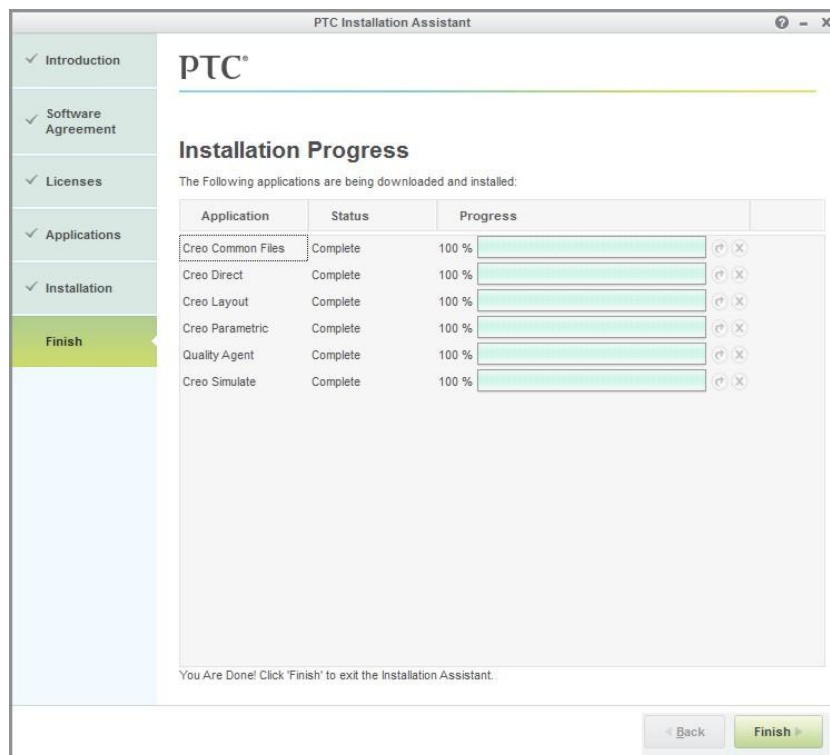 PTC Installation Assistant
Introduction
Software
Agreement
Licenses
Applications
Installation
Finish
PTC®
Installation Progress
The Following applications are being downloaded and installed:
Application Status Progress
Creo Common Files Complete 100 %
Creo Direct Complete 100 %
Creo Layout Complete 100 %
Creo Parametric Complete 100 %
Quality Agent Complete 100 %
Creo Simulate Complete 100 %
You Are Done! Click 'Finish' to exit the Installation Assistant.
Back Finish